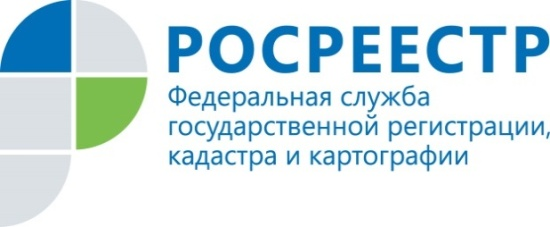 РОСРЕЕСТР
Федеральная служба
государственной регистрации,
кадастра и картографии